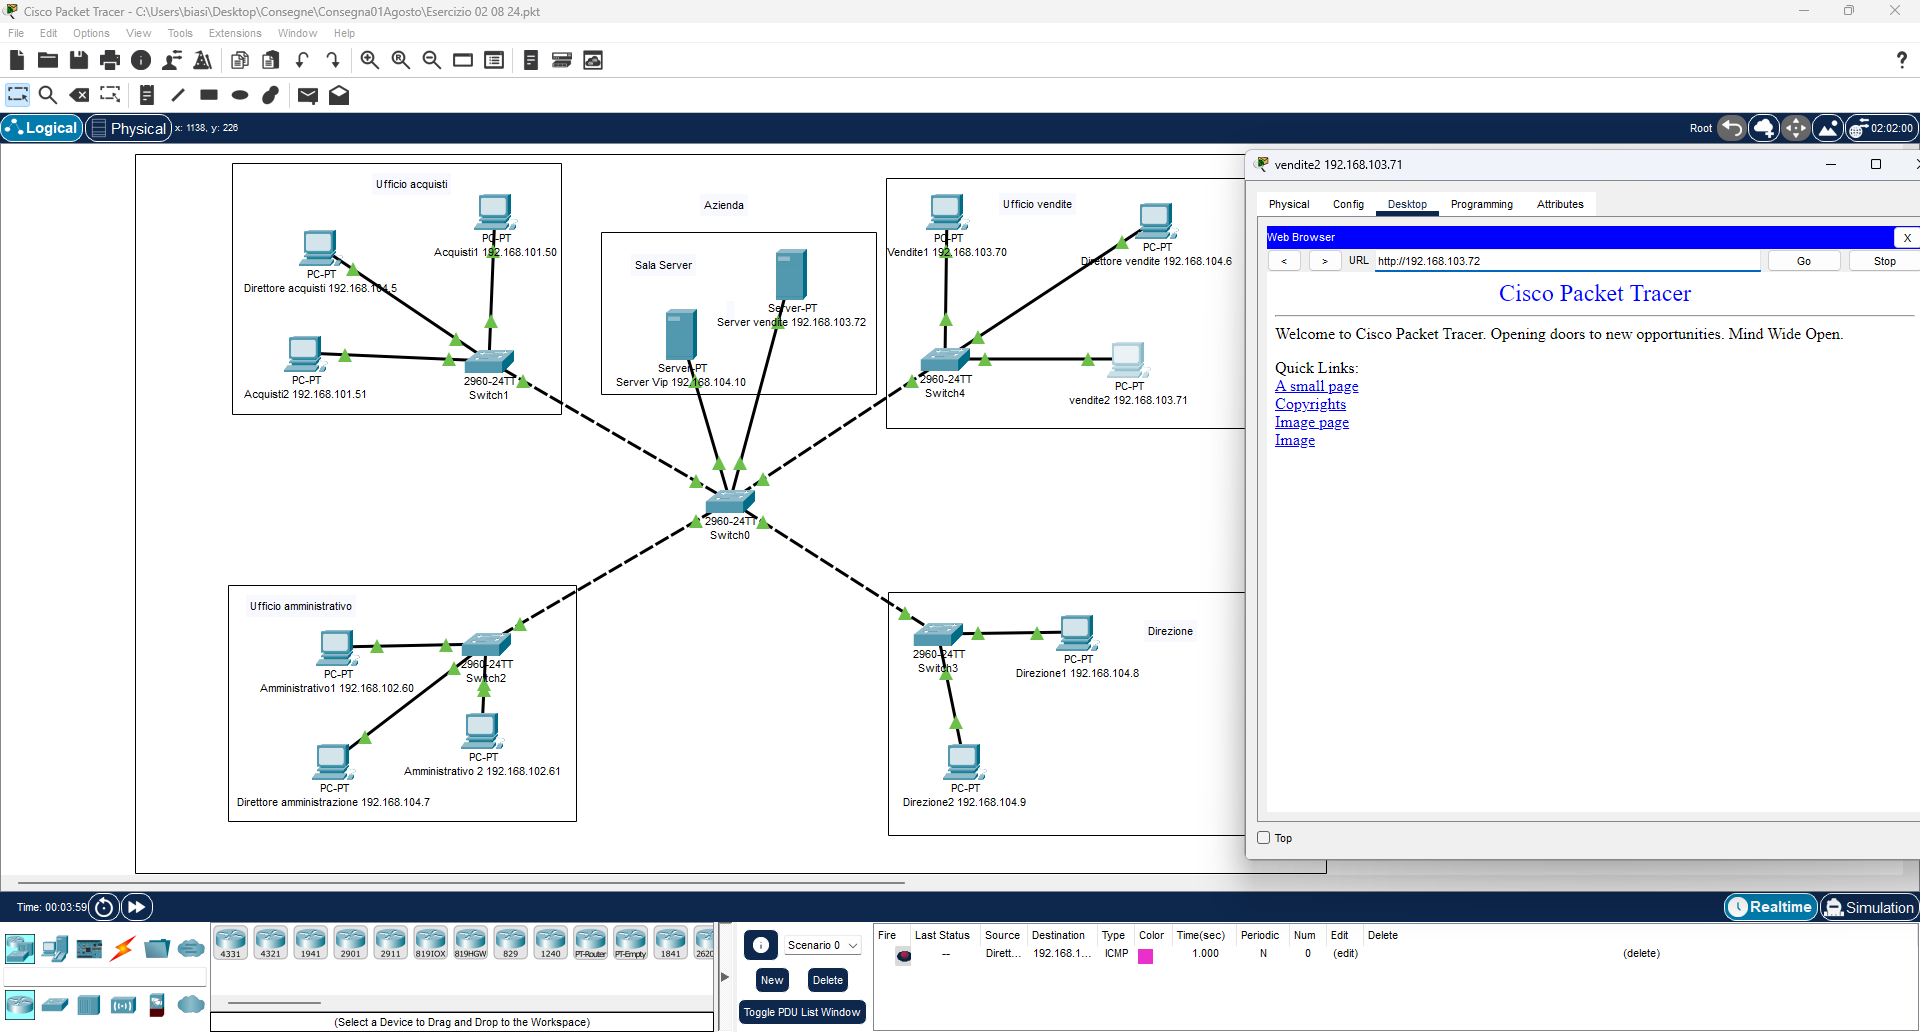 Cisco Packet Tracer - C:\Users\biasi\Desktop\Consegne\Consegna01Agosto\Esercizio 02 08 24.pkt
File Edit Options View Tools Extensions Window Help
Logical Physical x: 1138, y: 226
Root 02:02:00
Ufficio acquisti
PC-PT
Acquisti1 192.168.101.50
PC-PT
Direttore acquisti 192.168.104.5
PC-PT
Acquisti2 192.168.101.51
2960-24TT
Switch1
Azienda
Sala Server
Server-PT
Server vendite 192.168.103.72
Server-PT
Server Vip 192.168.104.10
Ufficio vendite
PC-PT
Vendite1 192.168.103.70
PC-PT
Direttore vendite 192.168.104.6
2960-24TT
Switch4
PC-PT
vendite2 192.168.103.71
2960-24TT
Switch0
Ufficio amministrativo
PC-PT
Amministrativo1 192.168.102.60
2960-24TT
Switch2
PC-PT
Amministrativo 2 192.168.102.61
PC-PT
Direttore amministrazione 192.168.104.7
Direzione
2960-24TT
Switch3
PC-PT
Direzione1 192.168.104.8
PC-PT
Direzione2 192.168.104.9
vendite2 192.168.103.71
Physical Config Desktop Programming Attributes
Web Browser X
< > URL http://192.168.103.72 Go Stop
Cisco Packet Tracer
Welcome to Cisco Packet Tracer. Opening doors to new opportunities. Mind Wide Open.
Quick Links:
A small page
Copyrights
Image page
Image
Top
Time: 00:03:59
Realtime Simulation
4331 4321 1941 2901 2911 819IOX 819HGW 829 1240 PT-Router PT-Empty 1841 2620
(Select a Device to Drag and Drop to the Workspace)
Scenario 0
New Delete
Toggle PDU List Window
Fire Last Status Source Destination Type Color Time(sec) Periodic Num Edit Delete
-- Dirett... 192.168.1... ICMP 1.000 N 0 (edit) (delete)